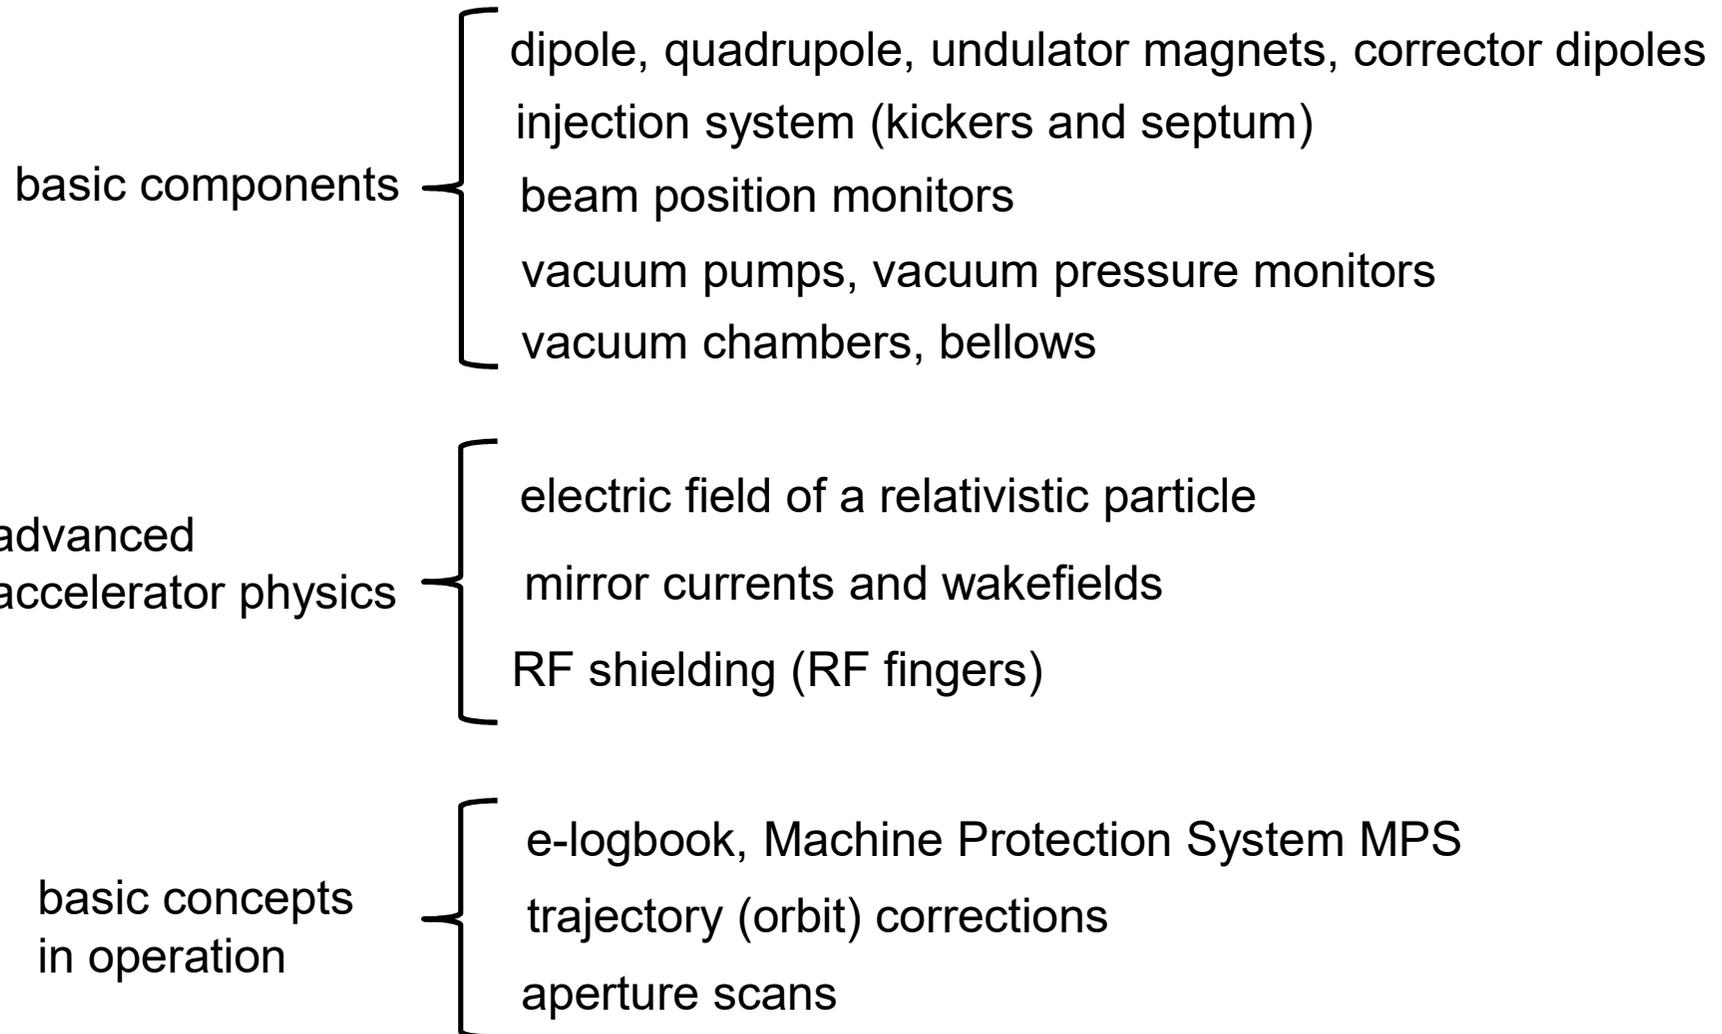 basic components
dipole, quadrupole, undulator magnets, corrector dipoles
injection system (kickers and septum)
beam position monitors
vacuum pumps, vacuum pressure monitors
vacuum chambers, bellows
advanced
accelerator physics
electric field of a relativistic particle
mirror currents and wakefields
RF shielding (RF fingers)
basic concepts
in operation
e-logbook, Machine Protection System MPS
trajectory (orbit) corrections
aperture scans